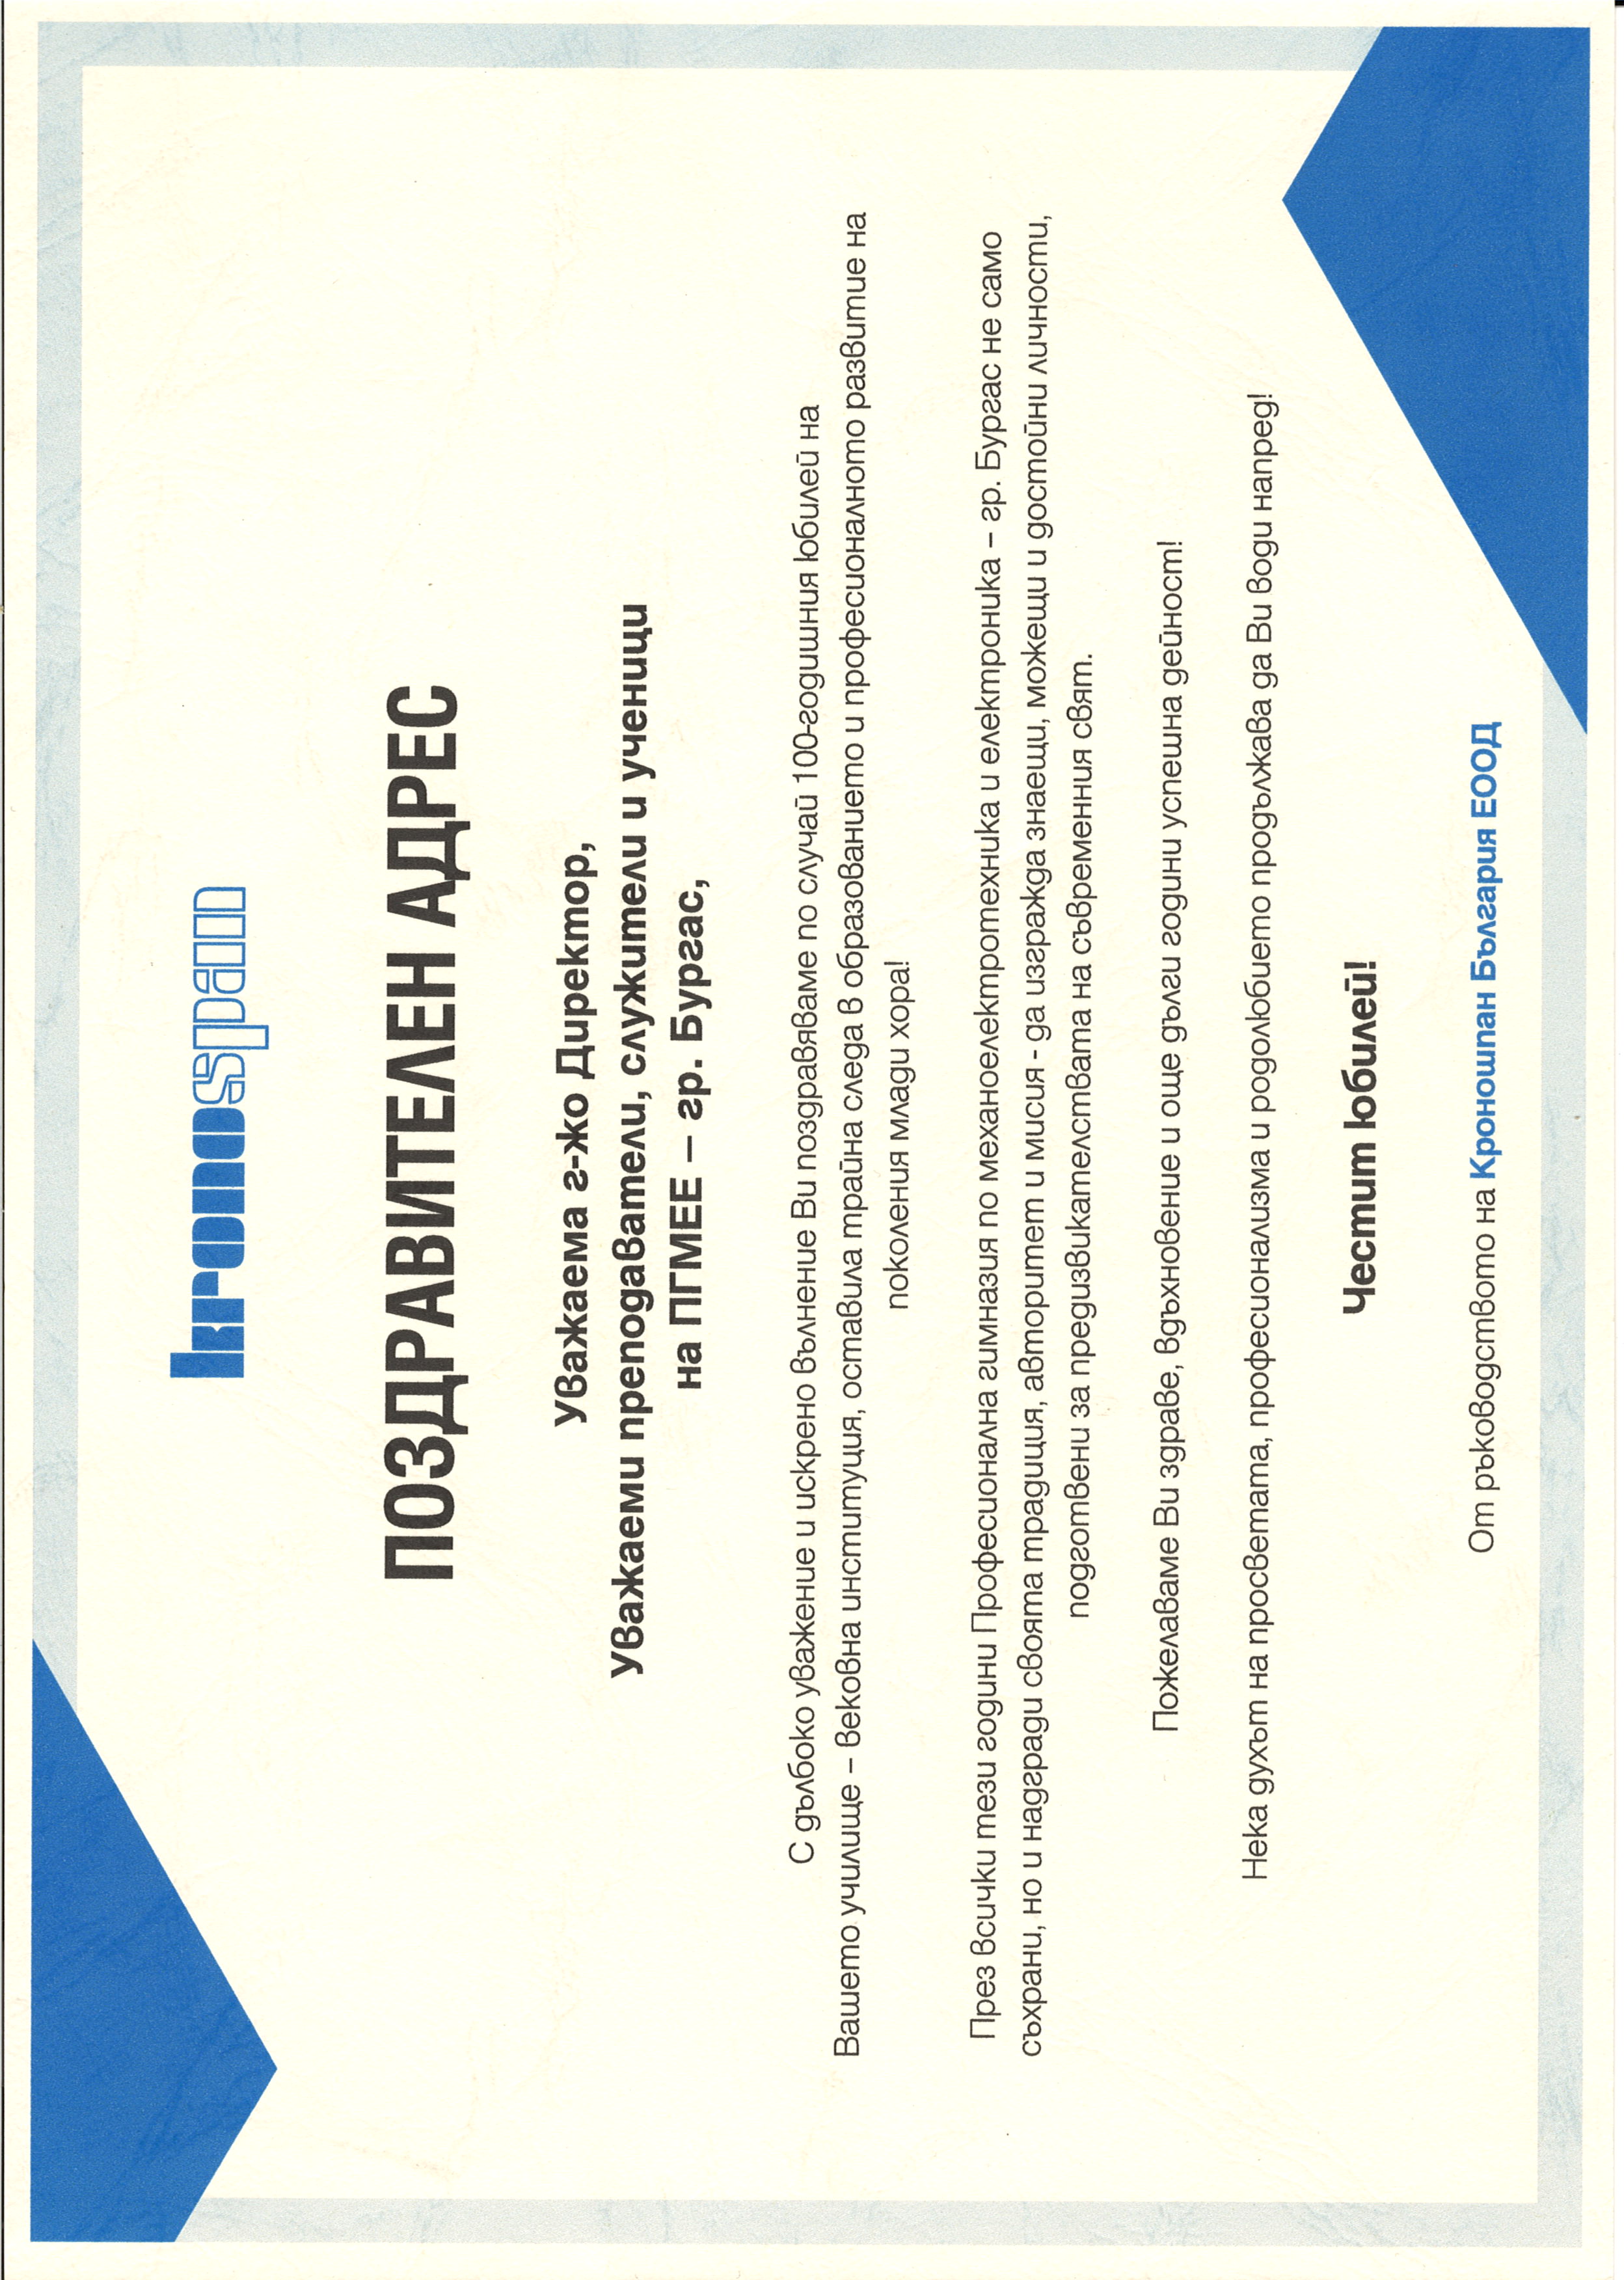 kronospan
ПОЗДРАВИТЕЛЕН АДРЕС
Уважаема г-жо Директор,
Уважаеми преподаватели, служители и ученици
на ПГМЕЕ – гр. Бургас,
С дълбоко уважение и искрено вълнение Ви поздравяваме по случай 100-годишния юбилей на
Вашето училище – вековна институция, оставила трайна следа в образованието и професионалното развитие на
поколения млади хора!
През всички тези години Професионална гимназия по механоелектротехника и електроника – гр. Бургас не само
съхрани, но и надгради своята традиция, авторитет и мисия - да изгражда знаещи, можещи и достойни личности,
подготвени за предизвикателствата на съвременния свят.
Пожелаваме Ви здраве, вдъхновение и още дълги години успешна дейност!
Нека духът на просветата, професионализма и родолюбието продължава да Ви води напред!
Честит юбилей!
От ръководството на Кроношпан България ЕООД